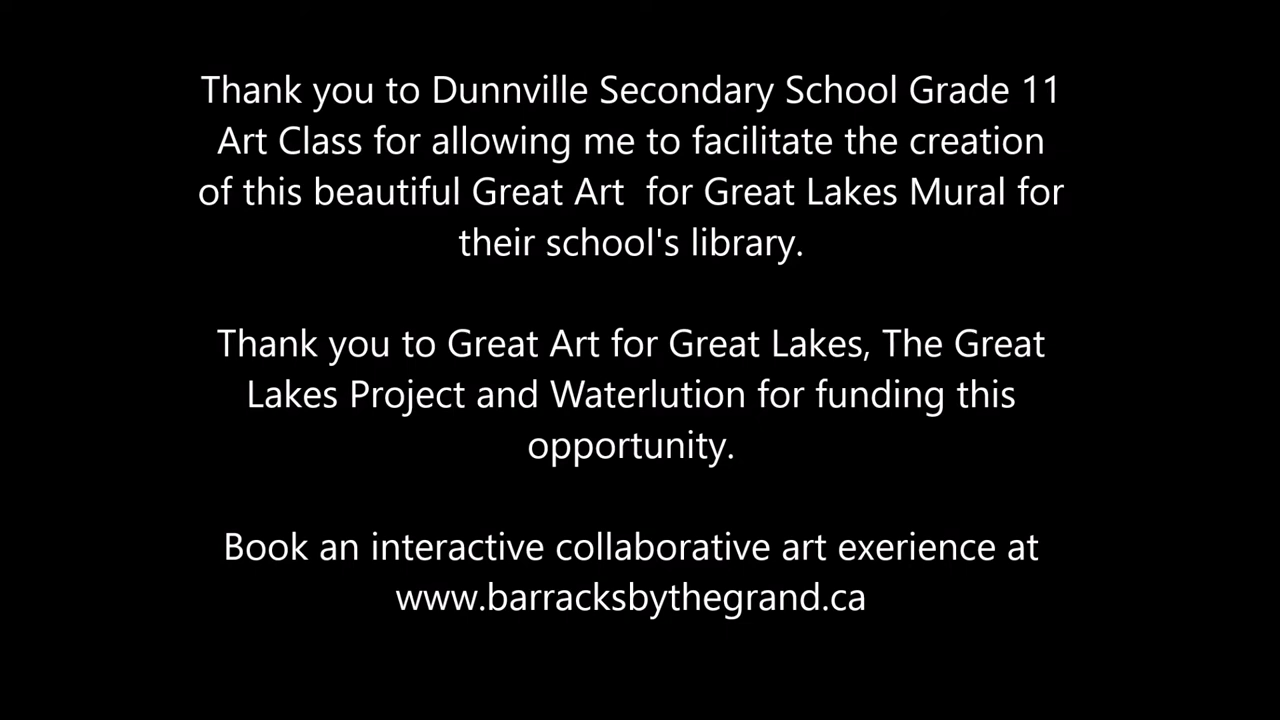 Thank you to Dunnville Secondary School Grade 11
Art Class for allowing me to facilitate the creation
of this beautiful Great Art  for Great Lakes Mural for
their school's library.
Thank you to Great Art for Great Lakes, The Great
Lakes Project and Waterlution for funding this
opportunity.
Book an interactive collaborative art exerience at
www.barracksbythegrand.ca